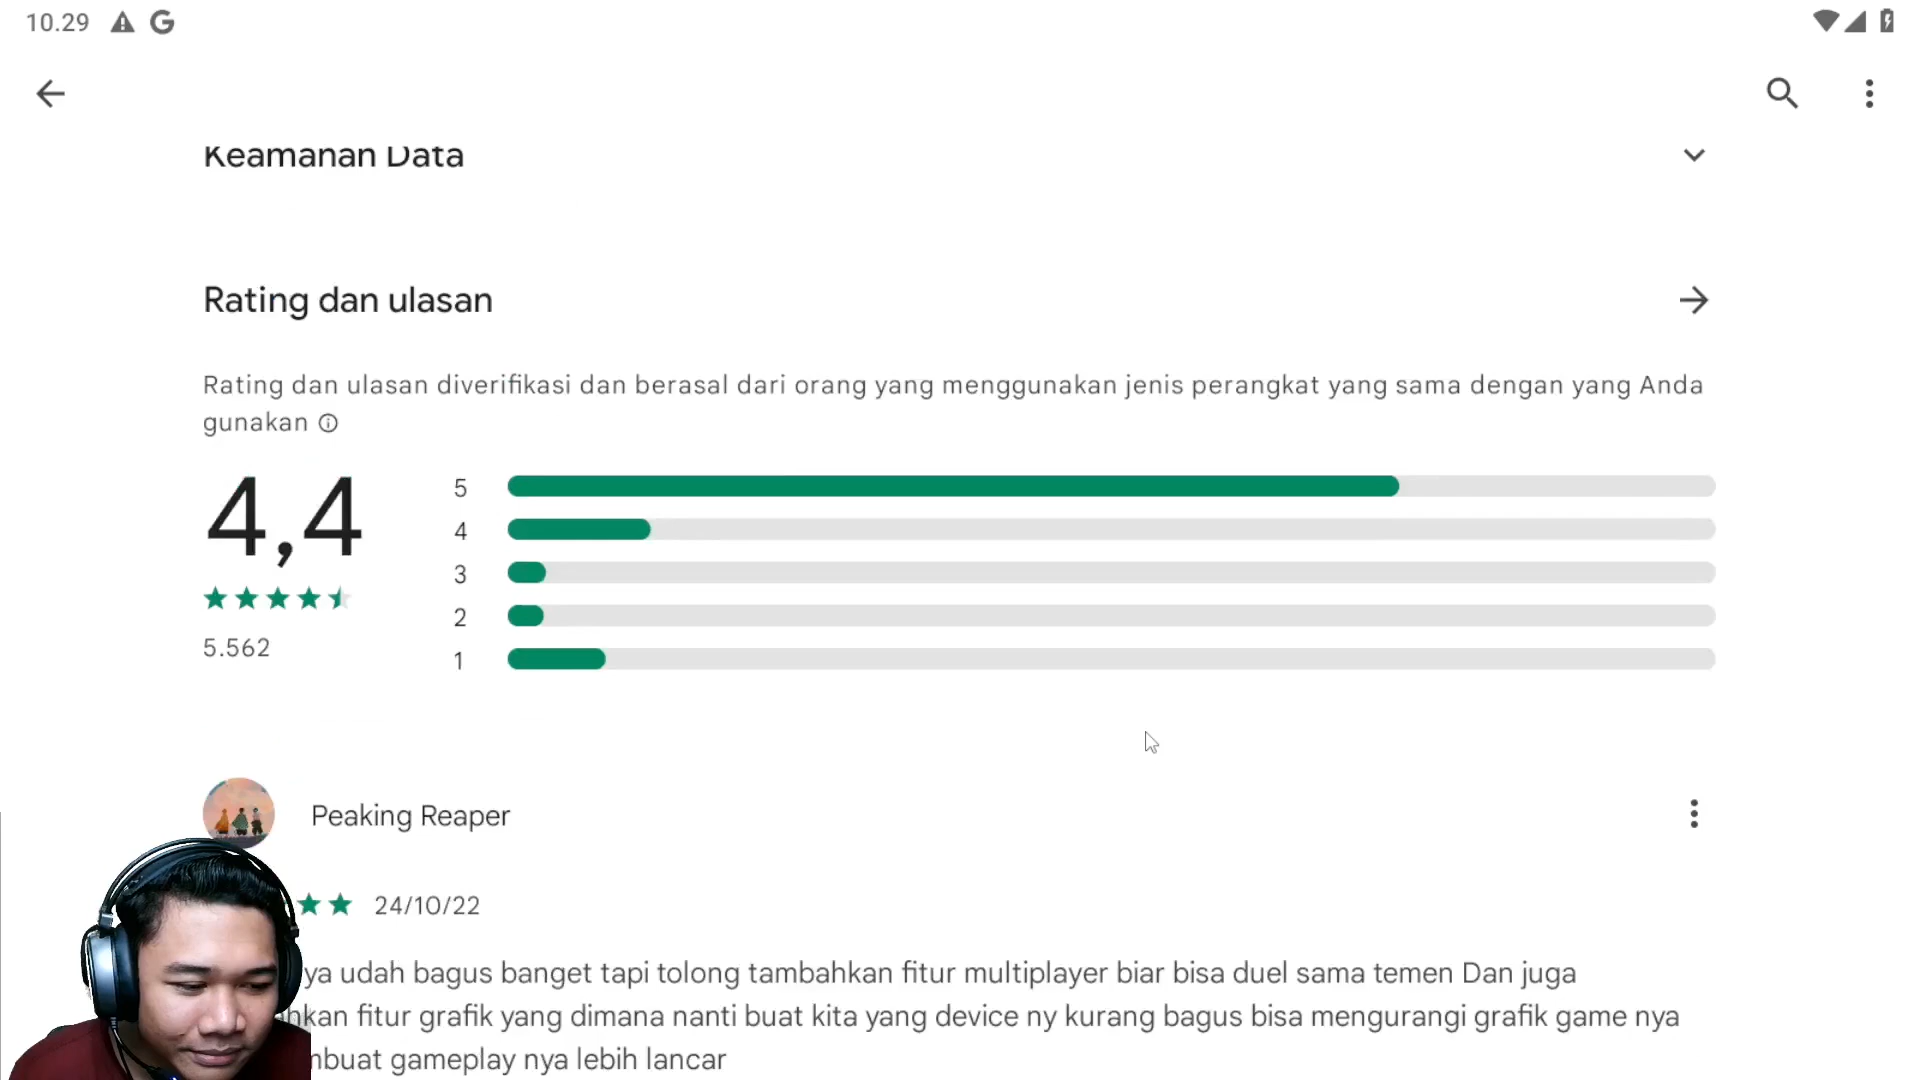 10.29
Keamanan Data
Rating dan ulasan
Rating dan ulasan diverifikasi dan berasal dari orang yang menggunakan jenis perangkat yang sama dengan yang Anda
gunakan
4,4
5
4
3
2
1
5.562
Peaking Reaper
24/10/22
udah bagus banget tapi tolong tambahkan fitur multiplayer biar bisa duel sama temen Dan juga
fitur grafik yang dimana nanti buat kita yang device ny kurang bagus bisa mengurangi grafik game nya
gameplay nya lebih lancar